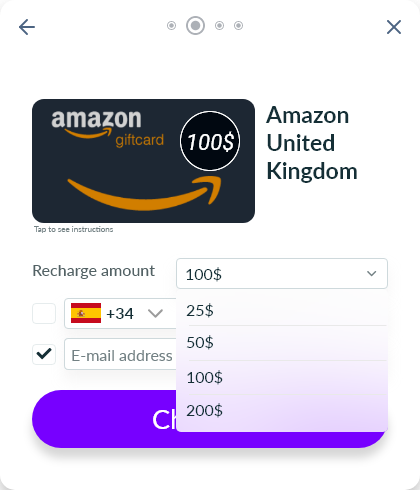 amazon
giftcard
100$
Amazon
United
Kingdom
Tap to see instructions
Recharge amount
100$
25$
+34
50$
E-mail address
100$
200$